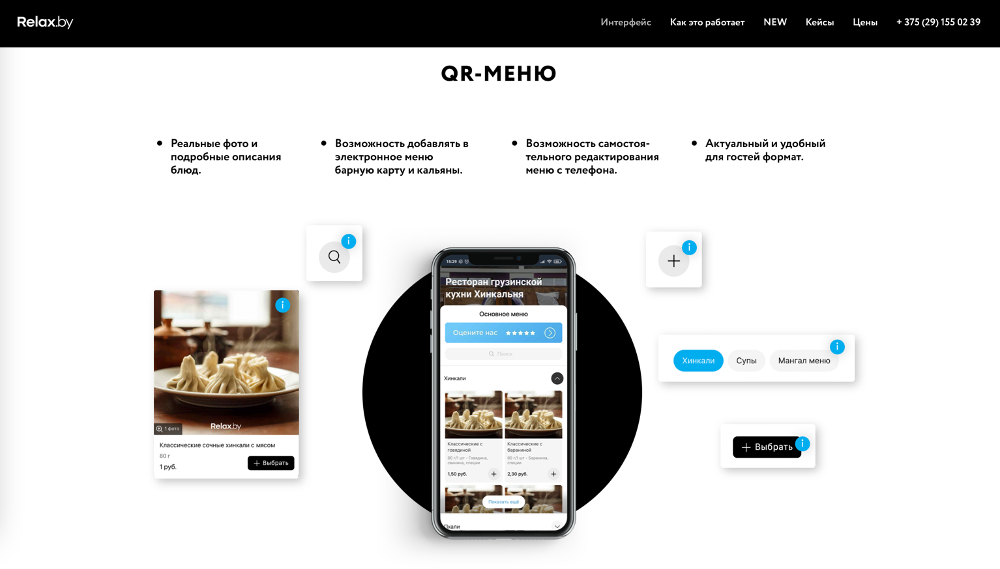 Relax.by
Интерфейс Как это работает NEW Кейсы Цены + 375 (29) 155 02 39
QR-МЕНЮ
Реальные фото и
подробные описания
блюд.
Возможность добавлять в
электронное меню
барную карту и кальяны.
Возможность самостоя-
тельного редактирования
меню с телефона.
Актуальный и удобный
для гостей формат.
i
i
i
Relax.by
1 фото
Классические сочные хинкали с мясом
80 г
1 руб.
+ Выбрать
15:29
Ресторан грузинской
кухни Хинкальня
Основное меню
Оцените нас
Поиск
Хинкали
Классические с
говядиной
80 г/1 шт • Говядина,
свинина, специи
1,50 руб.
Классические с
бараниной
80 г/1 шт • Баранина,
специи
2,30 руб.
Показать ещё
Пхали
i
Хинкали Супы Мангал меню
+ Выбрать
i